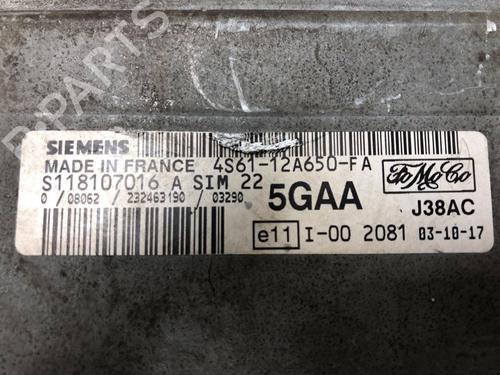 B-PARTS
SIEMENS 4S61-12A650-FA
MADE IN FRANCE
S118107016 A SIM 22
0 / 08062 / 232463190 / 03290
5GAA
FoMoCo
J38AC
e11 I-00 2081 03-10-17